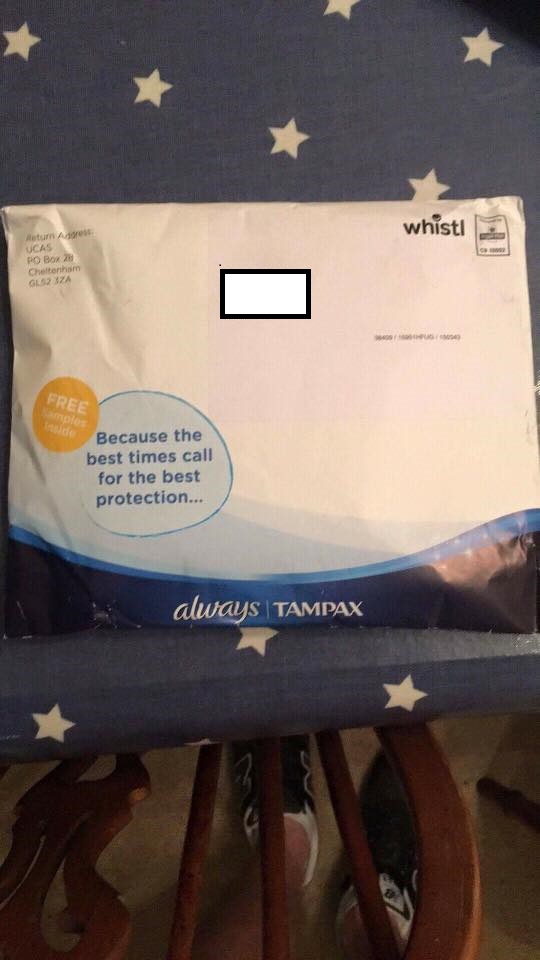 Return Address:
UCAS
PO Box 28
Cheltenham
GL52 3ZA
whistl
FREE
Samples
Inside
Because the
best times call
for the best
protection...
always | TAMPAX